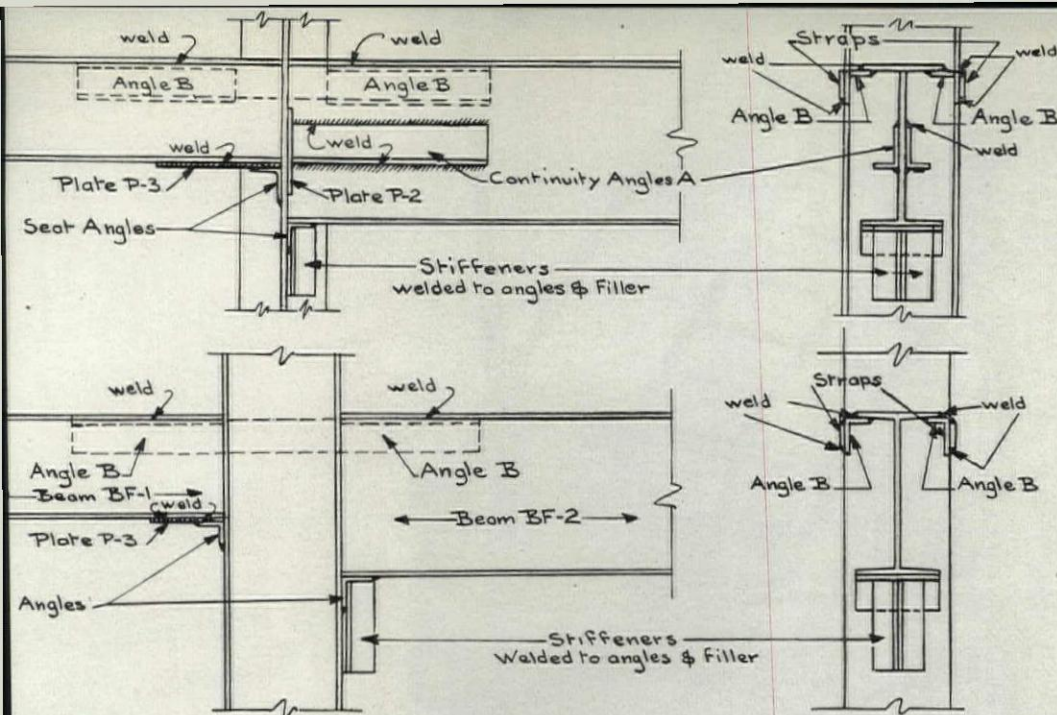 weld
weld
Angle B
Angle B
weld
weld
Plate P-3
Plate P-2
Continuity Angles A
Seat Angles
Stiffeners
welded to angles & Filler
Straps
weld
weld
Angle B
Angle B
weld
weld
weld
Angle B
Angle B
Beam BF-1
weld
Plate P-3
Beam BF-2
Angles
Stiffeners
Welded to angles & Filler
Straps
weld
weld
Angle B
Angle B